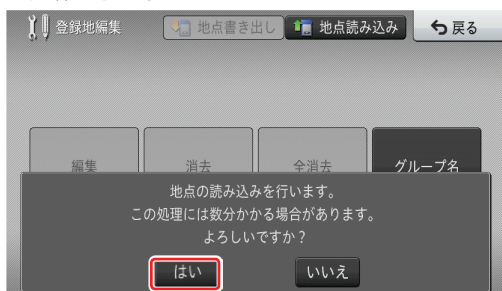 登録地編集
地点書き出し
地点読み込み
戻る
編集
消去
全消去
グループ名
地点の読み込みを行います。
この処理には数分かかる場合があります。
よろしいですか？
はい
いいえ